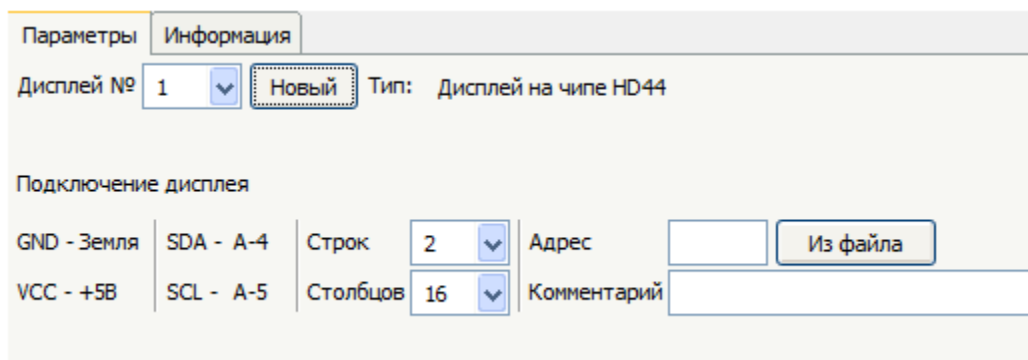 Параметры Информация
Дисплей № 1 Новый Тип: Дисплей на чипе HD44
Подключение дисплея
GND - Земля SDA - A-4 Строк 2 Адрес Из файла
VCC - +5В SCL - A-5 Столбцов 16 Комментарий